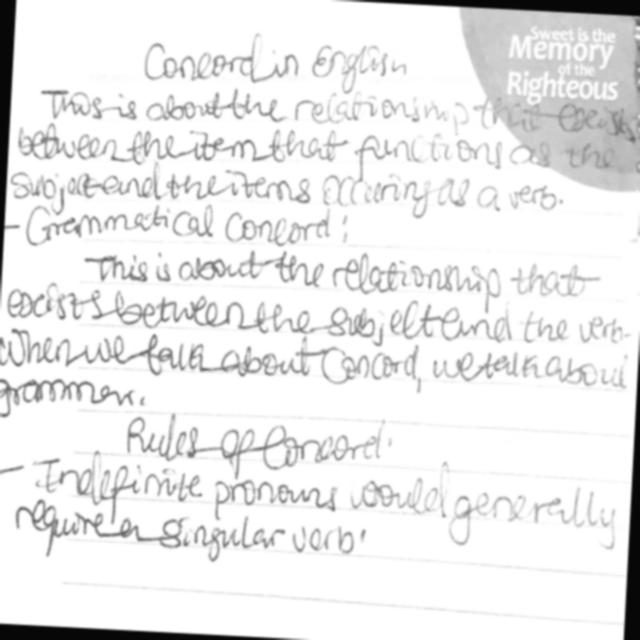 Sweet is the
Memory
of the
Righteous
Concord in English
This is about the relationship that exists
between the item that functions as the
subject and the items occuring as a verb.
- Grammatical Concord:
This is about the relationship that
exists between the subject and the verb.
When we talk about Concord, we talk about
grammar.
Rules of Concord.
- Indefinite pronouns would generally
require a singular verb.